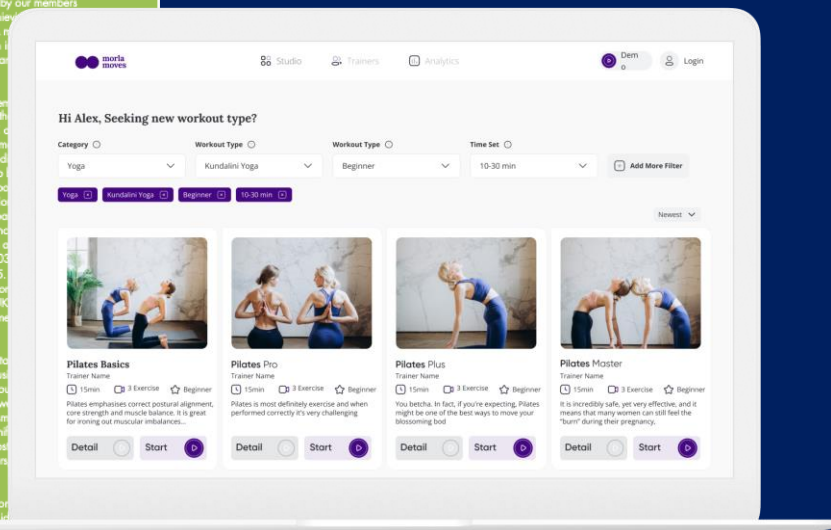 by our members
morla
moves
Studio
Trainers
Analytics
Dem
o
Login
Hi Alex, Seeking new workout type?
Category
Workout Type
Workout Type
Time Set
Yoga
Kundalini Yoga
Beginner
10-30 min
Add More Filter
Yoga
Kundalini Yoga
Beginner
10-30 min
Newest
Pilates Basics
Trainer Name
15min
3 Exercise
Beginner
Pilates emphasises correct postural alignment,
core strength and muscle balance. It is great
for ironing out muscular imbalances...
Detail
Start
Pilates Pro
Trainer Name
15min
3 Exercise
Beginner
Pilates is most definitely exercise and when
performed correctly it's very challenging
Detail
Start
Pilates Plus
Trainer Name
15min
3 Exercise
Beginner
You betcha. In fact, if you're expecting, Pilates
might be one of the best ways to move your
blossoming bod
Detail
Start
Pilates Master
Trainer Name
15min
3 Exercise
Beginner
It is incredibly safe, yet very effective, and it
means that many women can still feel the
"burn" during their pregnancy,
Detail
Start